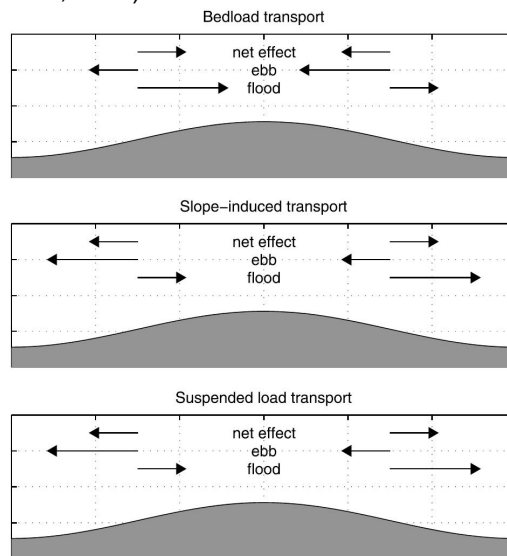 Bedload transport
net effect
ebb
flood
Slope−induced transport
net effect
ebb
flood
Suspended load transport
net effect
ebb
flood